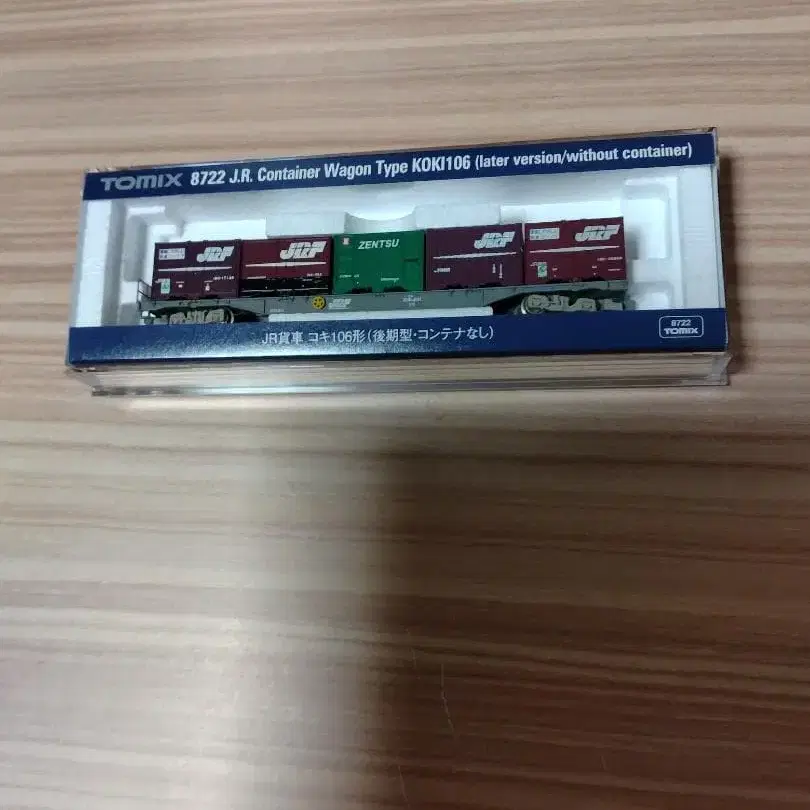 TOMIX 8722 J.R. Container Wagon Type KOKI106 (later version/without container)
JRF
JRF
ZENTSU
JRF
JRF
JR貨車 コキ106形(後期型・コンテナなし)
8722
TOMIX